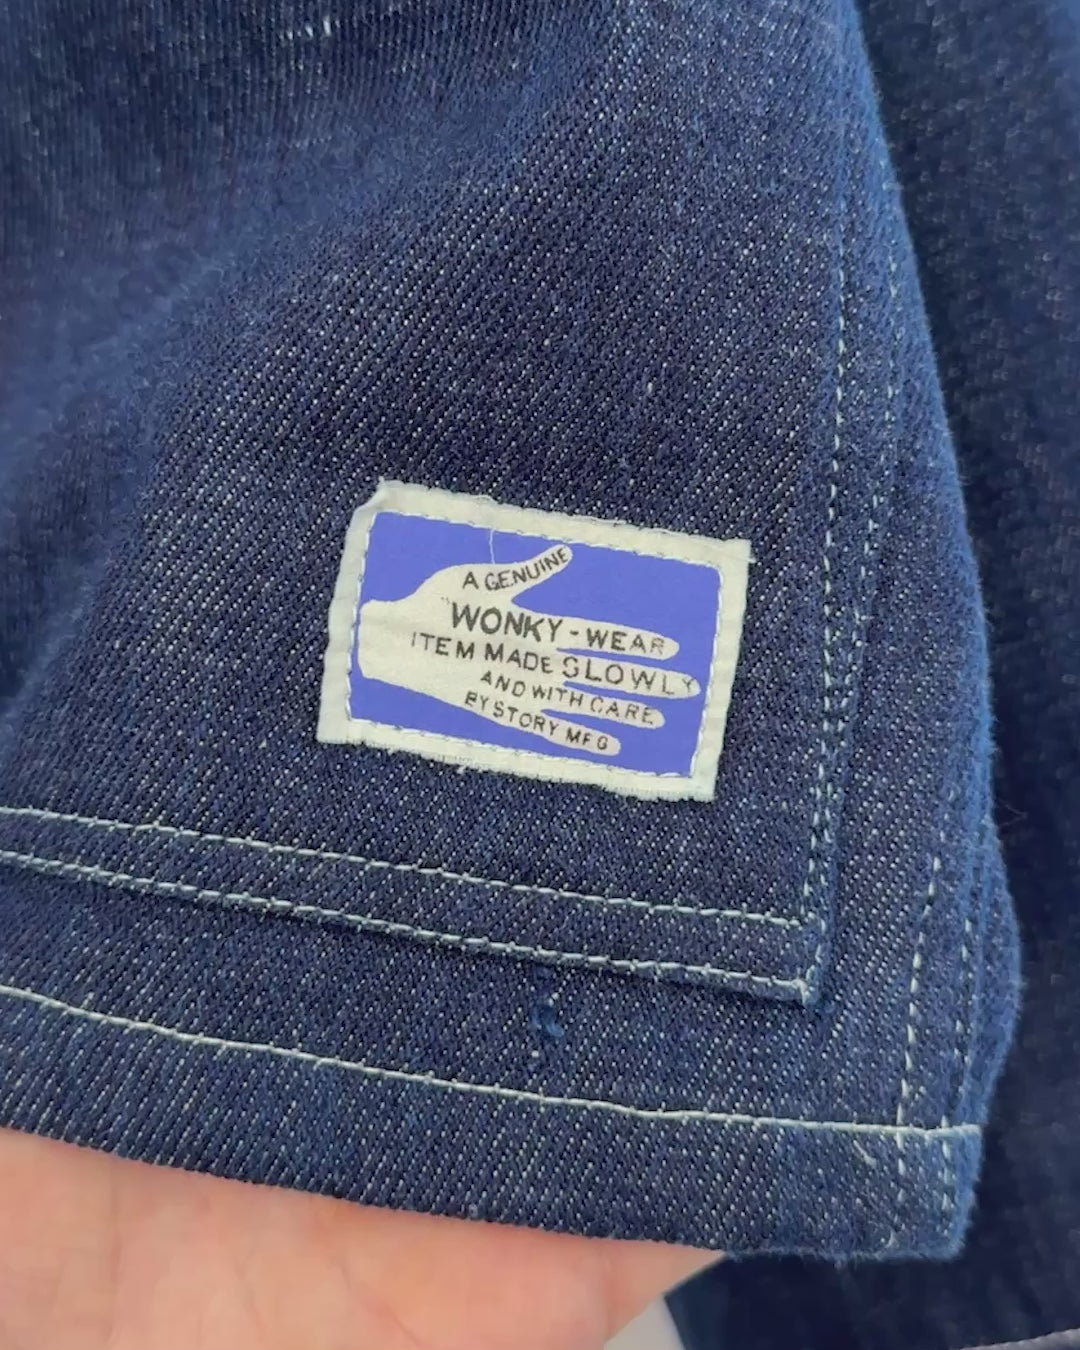 A GENUINE
"WONKY-WEAR
ITEM MADE SLOWLY
AND WITH CARE
BY STORY MFG